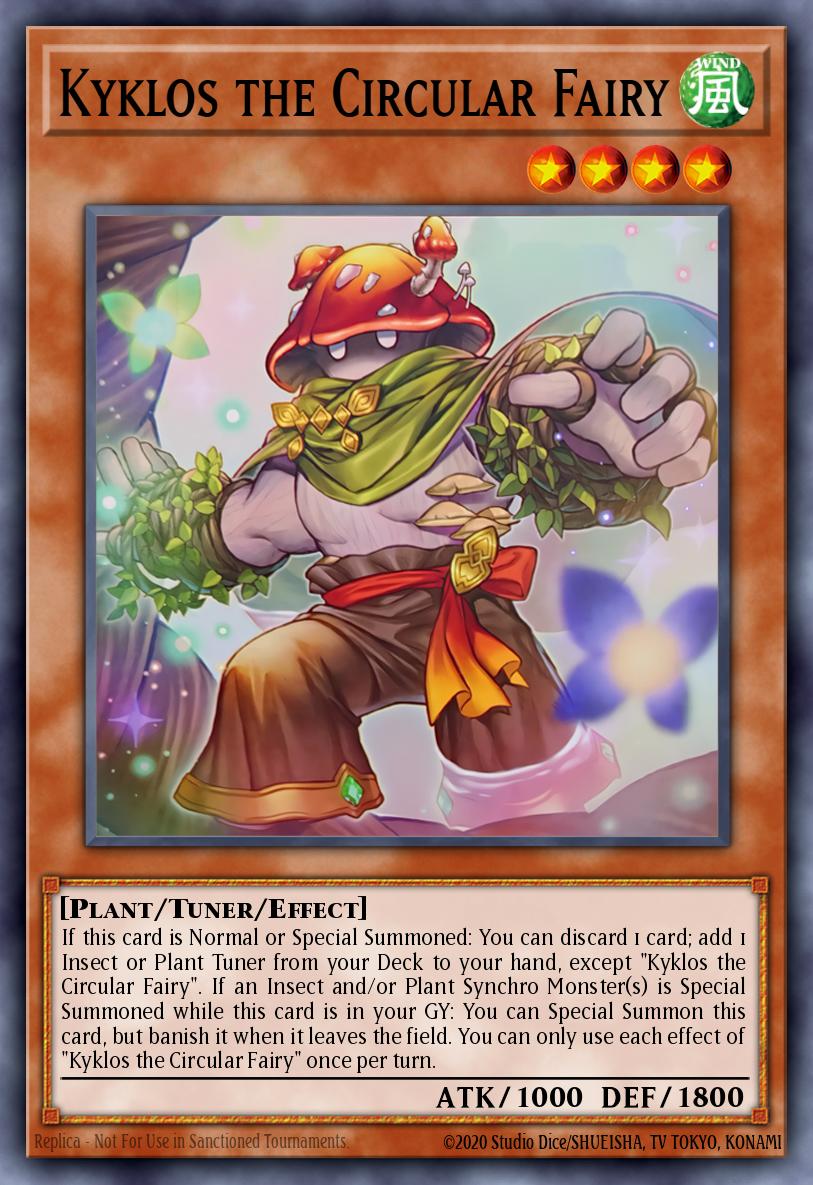 Kyklos the Circular Fairy
WIND
風
[Plant/Tuner/Effect]
If this card is Normal or Special Summoned: You can discard 1 card; add 1
Insect or Plant Tuner from your Deck to your hand, except "Kyklos the
Circular Fairy". If an Insect and/or Plant Synchro Monster(s) is Special
Summoned while this card is in your GY: You can Special Summon this
card, but banish it when it leaves the field. You can only use each effect of
"Kyklos the Circular Fairy" once per turn.
ATK/1000 DEF/1800
Replica - Not For Use in Sanctioned Tournaments.
©2020 Studio Dice/SHUEISHA, TV TOKYO, KONAMI